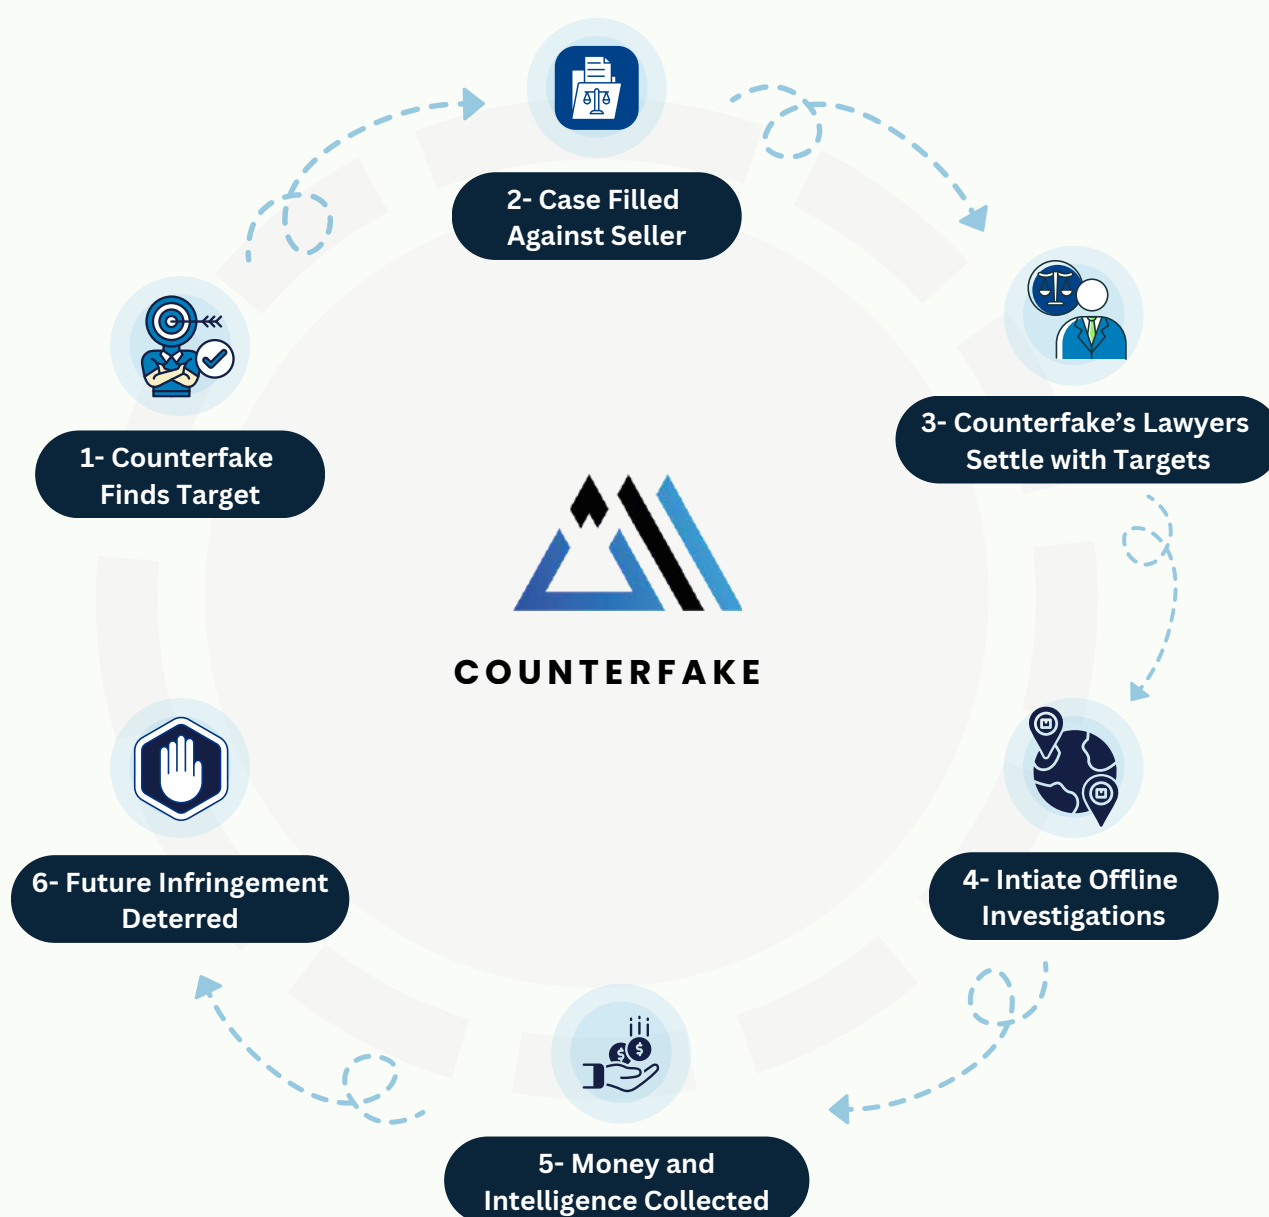 2- Case Filled
Against Seller
3- Counterfake’s Lawyers
Settle with Targets
1- Counterfake
Finds Target
COUNTERFAKE
6- Future Infringement
Deterred
4- Intiate Offline
Investigations
5- Money and
Intelligence Collected